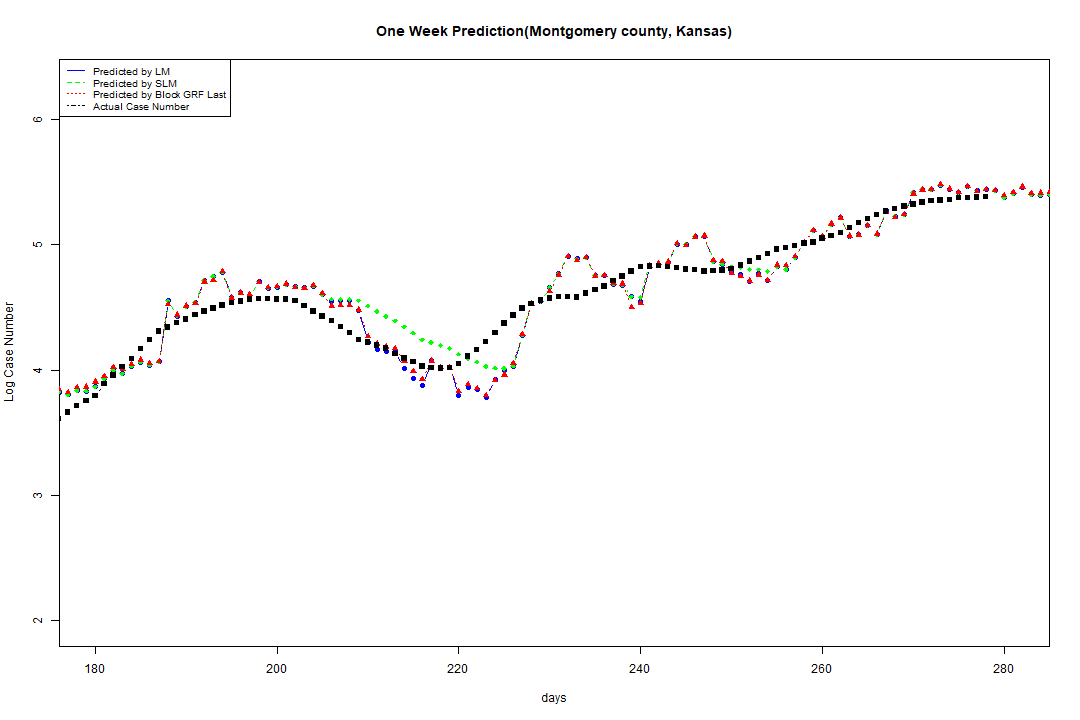 One Week Prediction(Montgomery county, Kansas)
Predicted by LM
Predicted by SLM
Predicted by Block GRF Last
Actual Case Number
6
5
4
3
2
Log Case Number
180 200 220 240 260 280
days